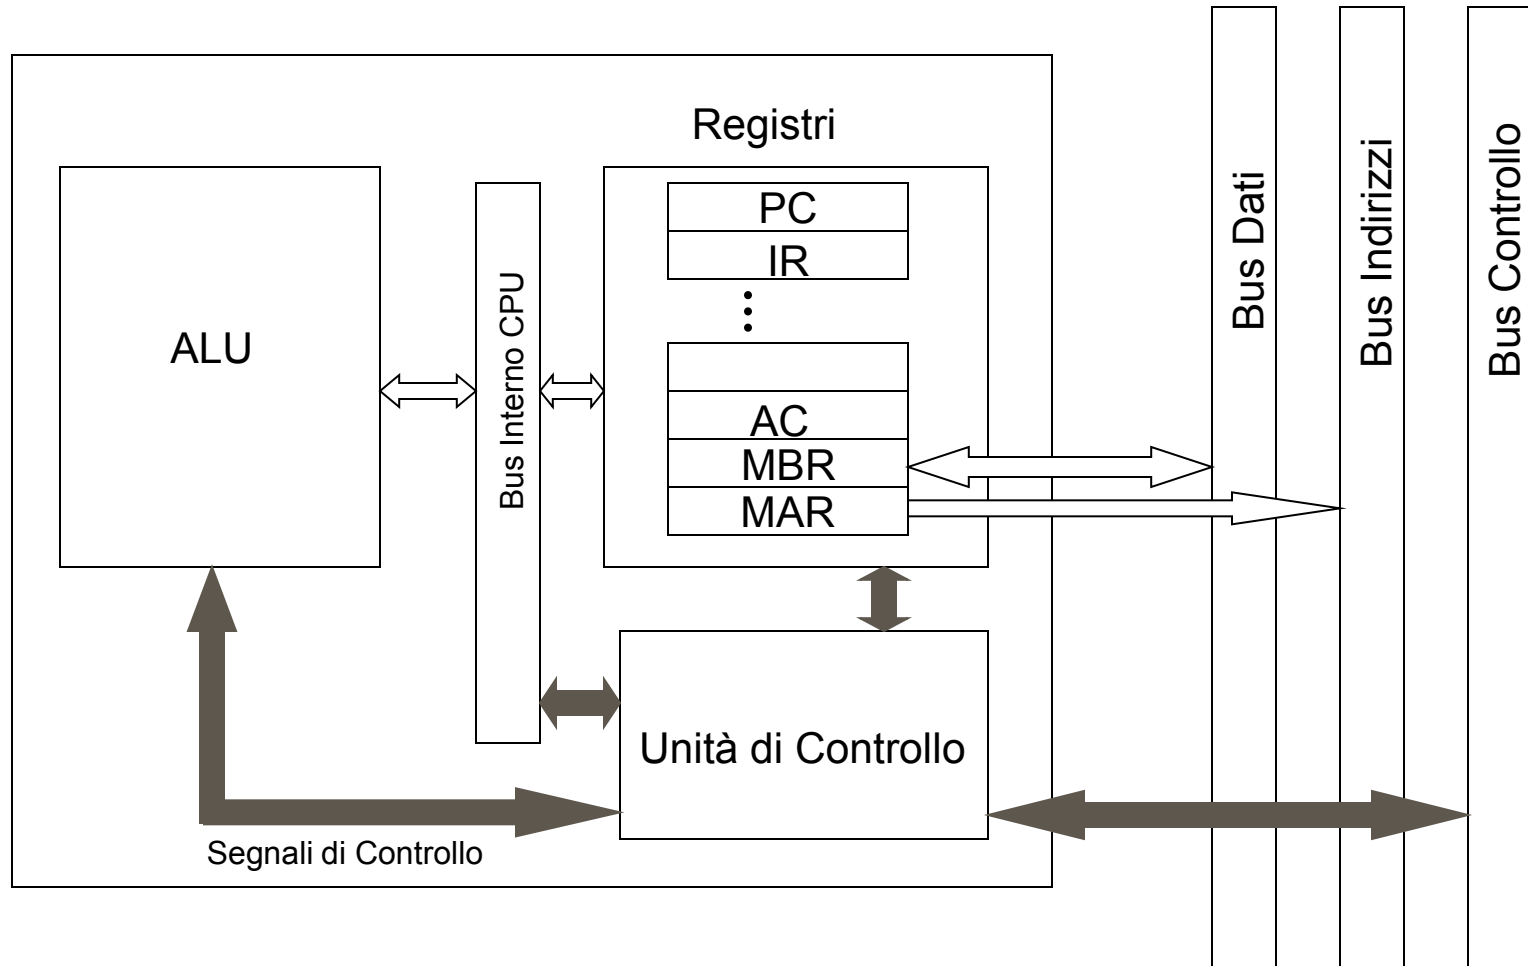 Registri
PC
IR
ALU
Bus Interno CPU
AC
MBR
MAR
Unità di Controllo
Segnali di Controllo
Bus Dati
Bus Indirizzi
Bus Controllo